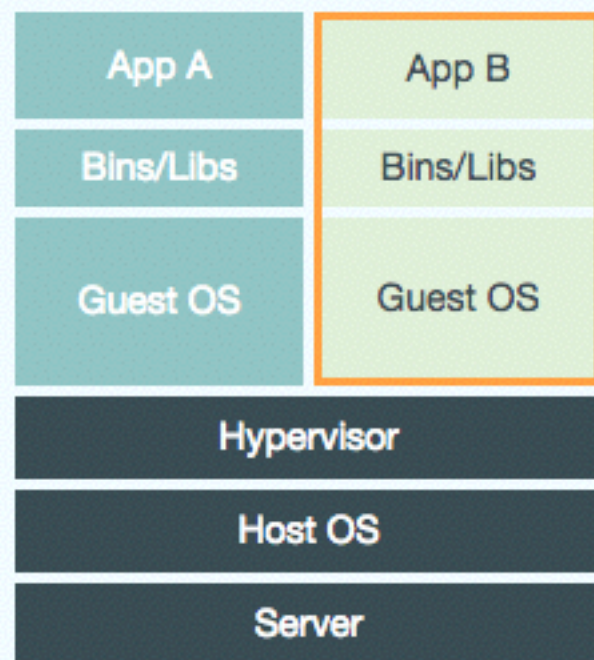 App A
App B
Bins/Libs
Bins/Libs
Guest OS
Guest OS
Hypervisor
Host OS
Server